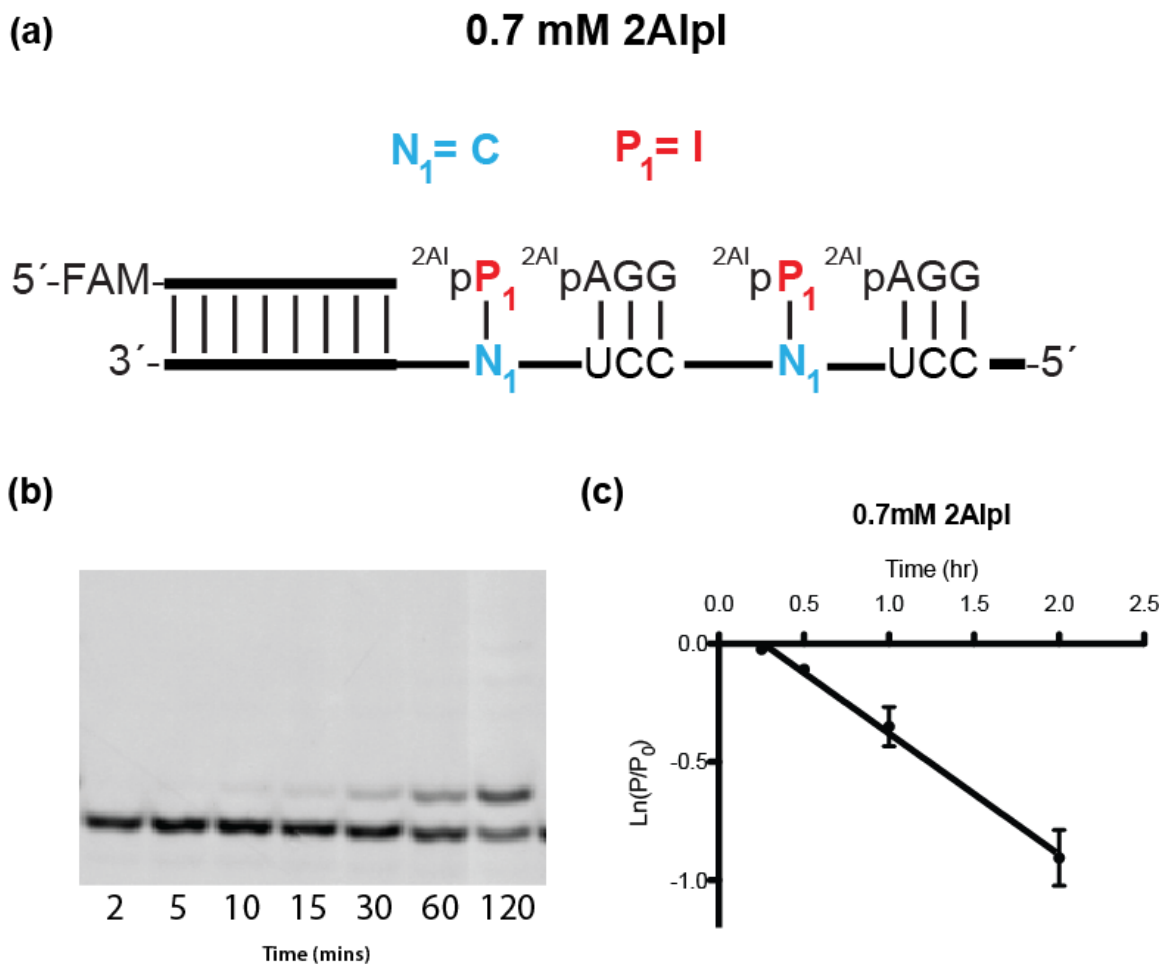 (a)
0.7 mM 2AIpI
N1= C P1= I
5´-FAM- 2AIpP1 2AIpAGG 2AIpP1 2AIpAGG
3´- N1 UCC N1 UCC -5´
(b)
2 5 10 15 30 60 120
Time (mins)
(c)
0.7mM 2AIpI
Time (hr)
0.0 0.5 1.0 1.5 2.0 2.5
0.0
-0.5
-1.0
Ln(P/P0)